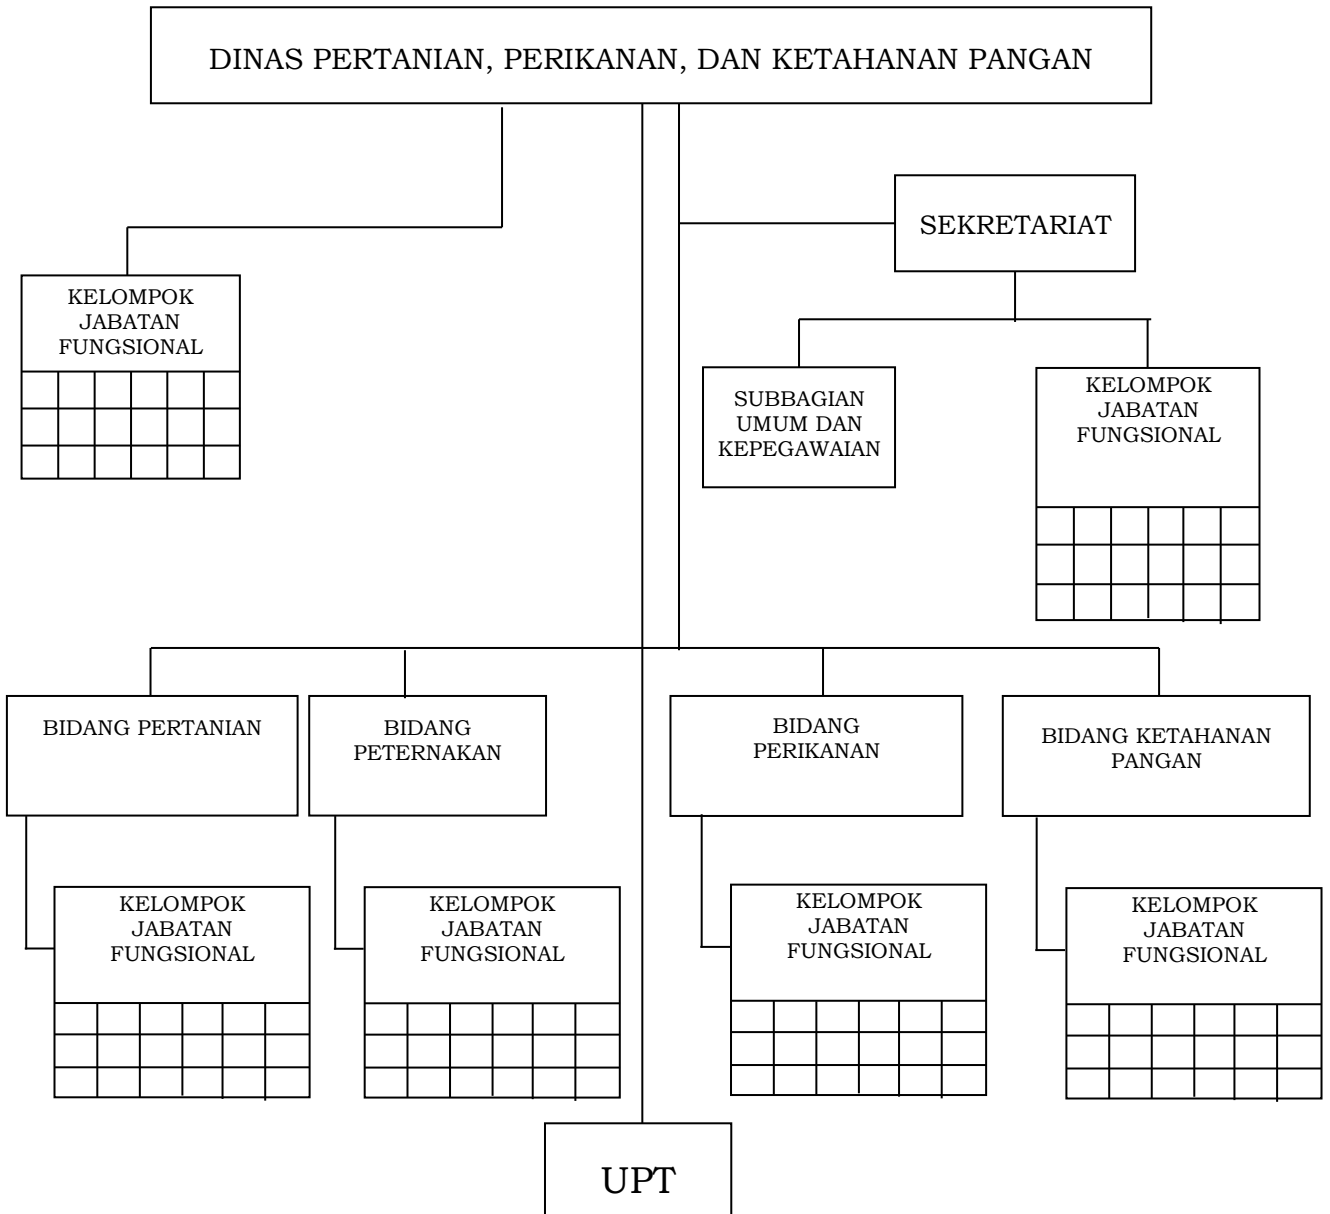 DINAS PERTANIAN, PERIKANAN, DAN KETAHANAN PANGAN
SEKRETARIAT
KELOMPOK
JABATAN
FUNGSIONAL
SUBBAGIAN
UMUM DAN
KEPEGAWAIAN
KELOMPOK
JABATAN
FUNGSIONAL
BIDANG PERTANIAN
BIDANG
PETERNAKAN
BIDANG
PERIKANAN
BIDANG KETAHANAN
PANGAN
KELOMPOK
JABATAN
FUNGSIONAL
KELOMPOK
JABATAN
FUNGSIONAL
KELOMPOK
JABATAN
FUNGSIONAL
KELOMPOK
JABATAN
FUNGSIONAL
UPT